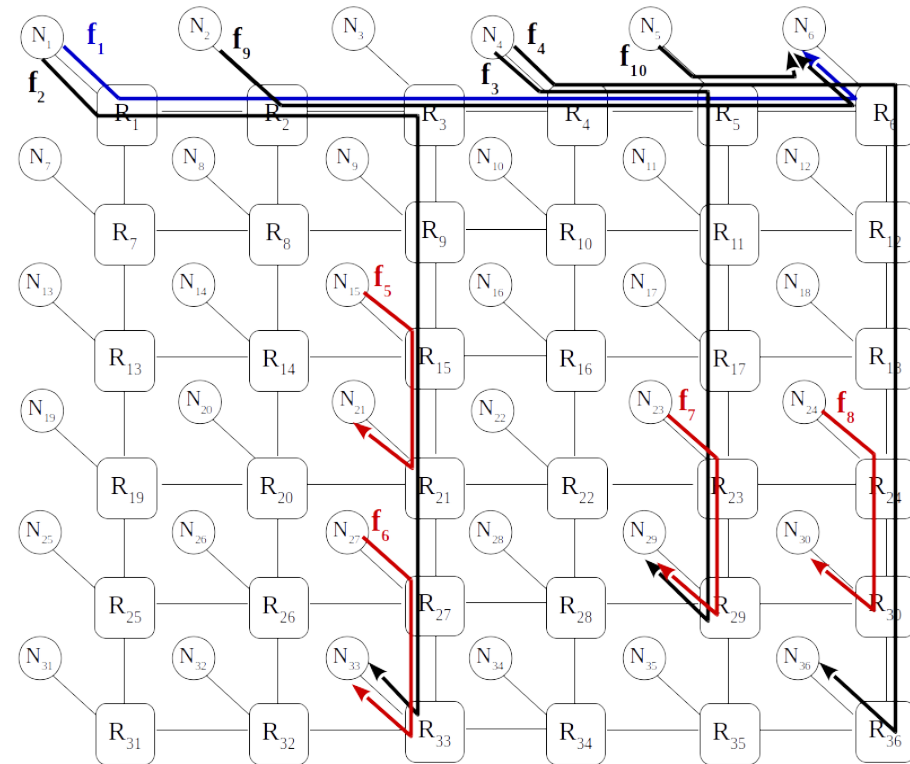 N₁ f₁ N₂ f₉ N₃ N₄ f₄ N₅ N₆
f₂ f₃ f₁₀
R₁ R₂ R₃ R₄ R₅ R₆
N₇ N₈ N₉ N₁₀ N₁₁ N₁₂
R₇ R₈ R₉ R₁₀ R₁₁ R₁₂
N₁₃ N₁₄ N₁₅ f₅ N₁₆ N₁₇ N₁₈
R₁₃ R₁₄ R₁₅ R₁₆ R₁₇ R₁₈
N₁₉ N₂₀ N₂₁ N₂₂ N₂₃ f₇ N₂₄ f₈
R₁₉ R₂₀ R₂₁ R₂₂ R₂₃ R₂₄
N₂₅ N₂₆ N₂₇ f₆ N₂₈ N₂₉ N₃₀
R₂₅ R₂₆ R₂₇ R₂₈ R₂₉ R₃₀
N₃₁ N₃₂ N₃₃ N₃₄ N₃₅ N₃₆
R₃₁ R₃₂ R₃₃ R₃₄ R₃₅ R₃₆